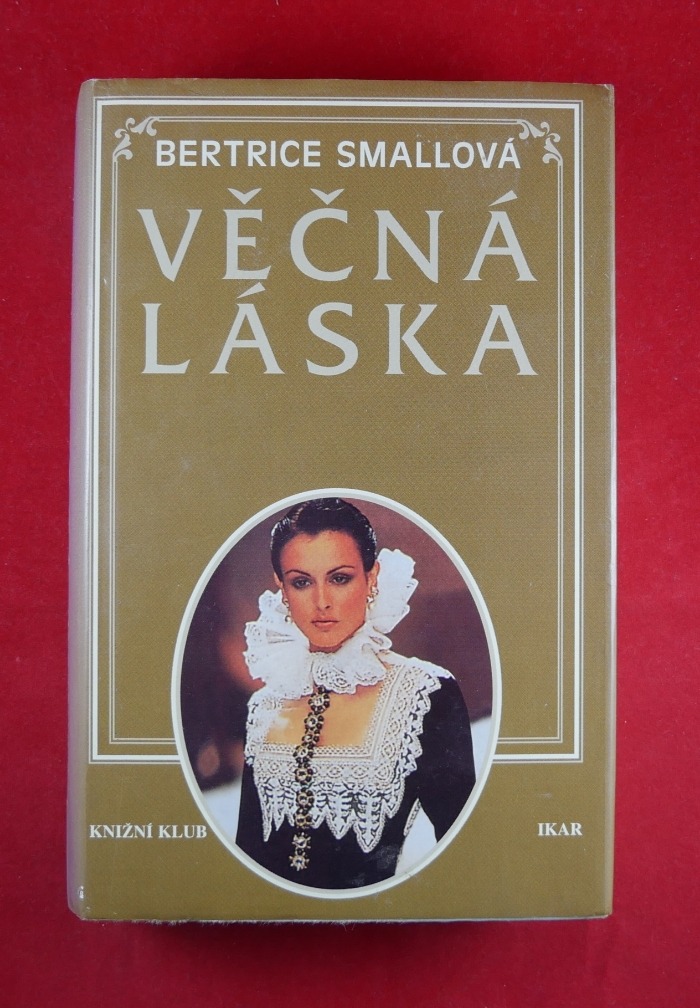 BERTRICE SMALLOVÁ
VĚČNÁ
LÁSKA
KNIŽNÍ KLUB
IKAR